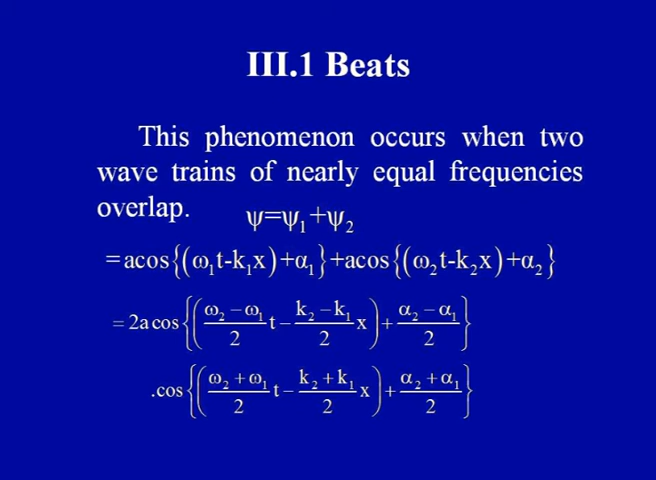 III.1 Beats
This phenomenon occurs when two
wave trains of nearly equal frequencies
overlap.
ψ=ψ₁+ψ₂
=acos{(ω₁t-k₁x)+α₁}+acos{(ω₂t-k₂x)+α₂}
=2a cos{((ω₂−ω₁)/2 t − (k₂−k₁)/2 x) + (α₂−α₁)/2}
.cos{((ω₂+ω₁)/2 t − (k₂+k₁)/2 x) + (α₂+α₁)/2}